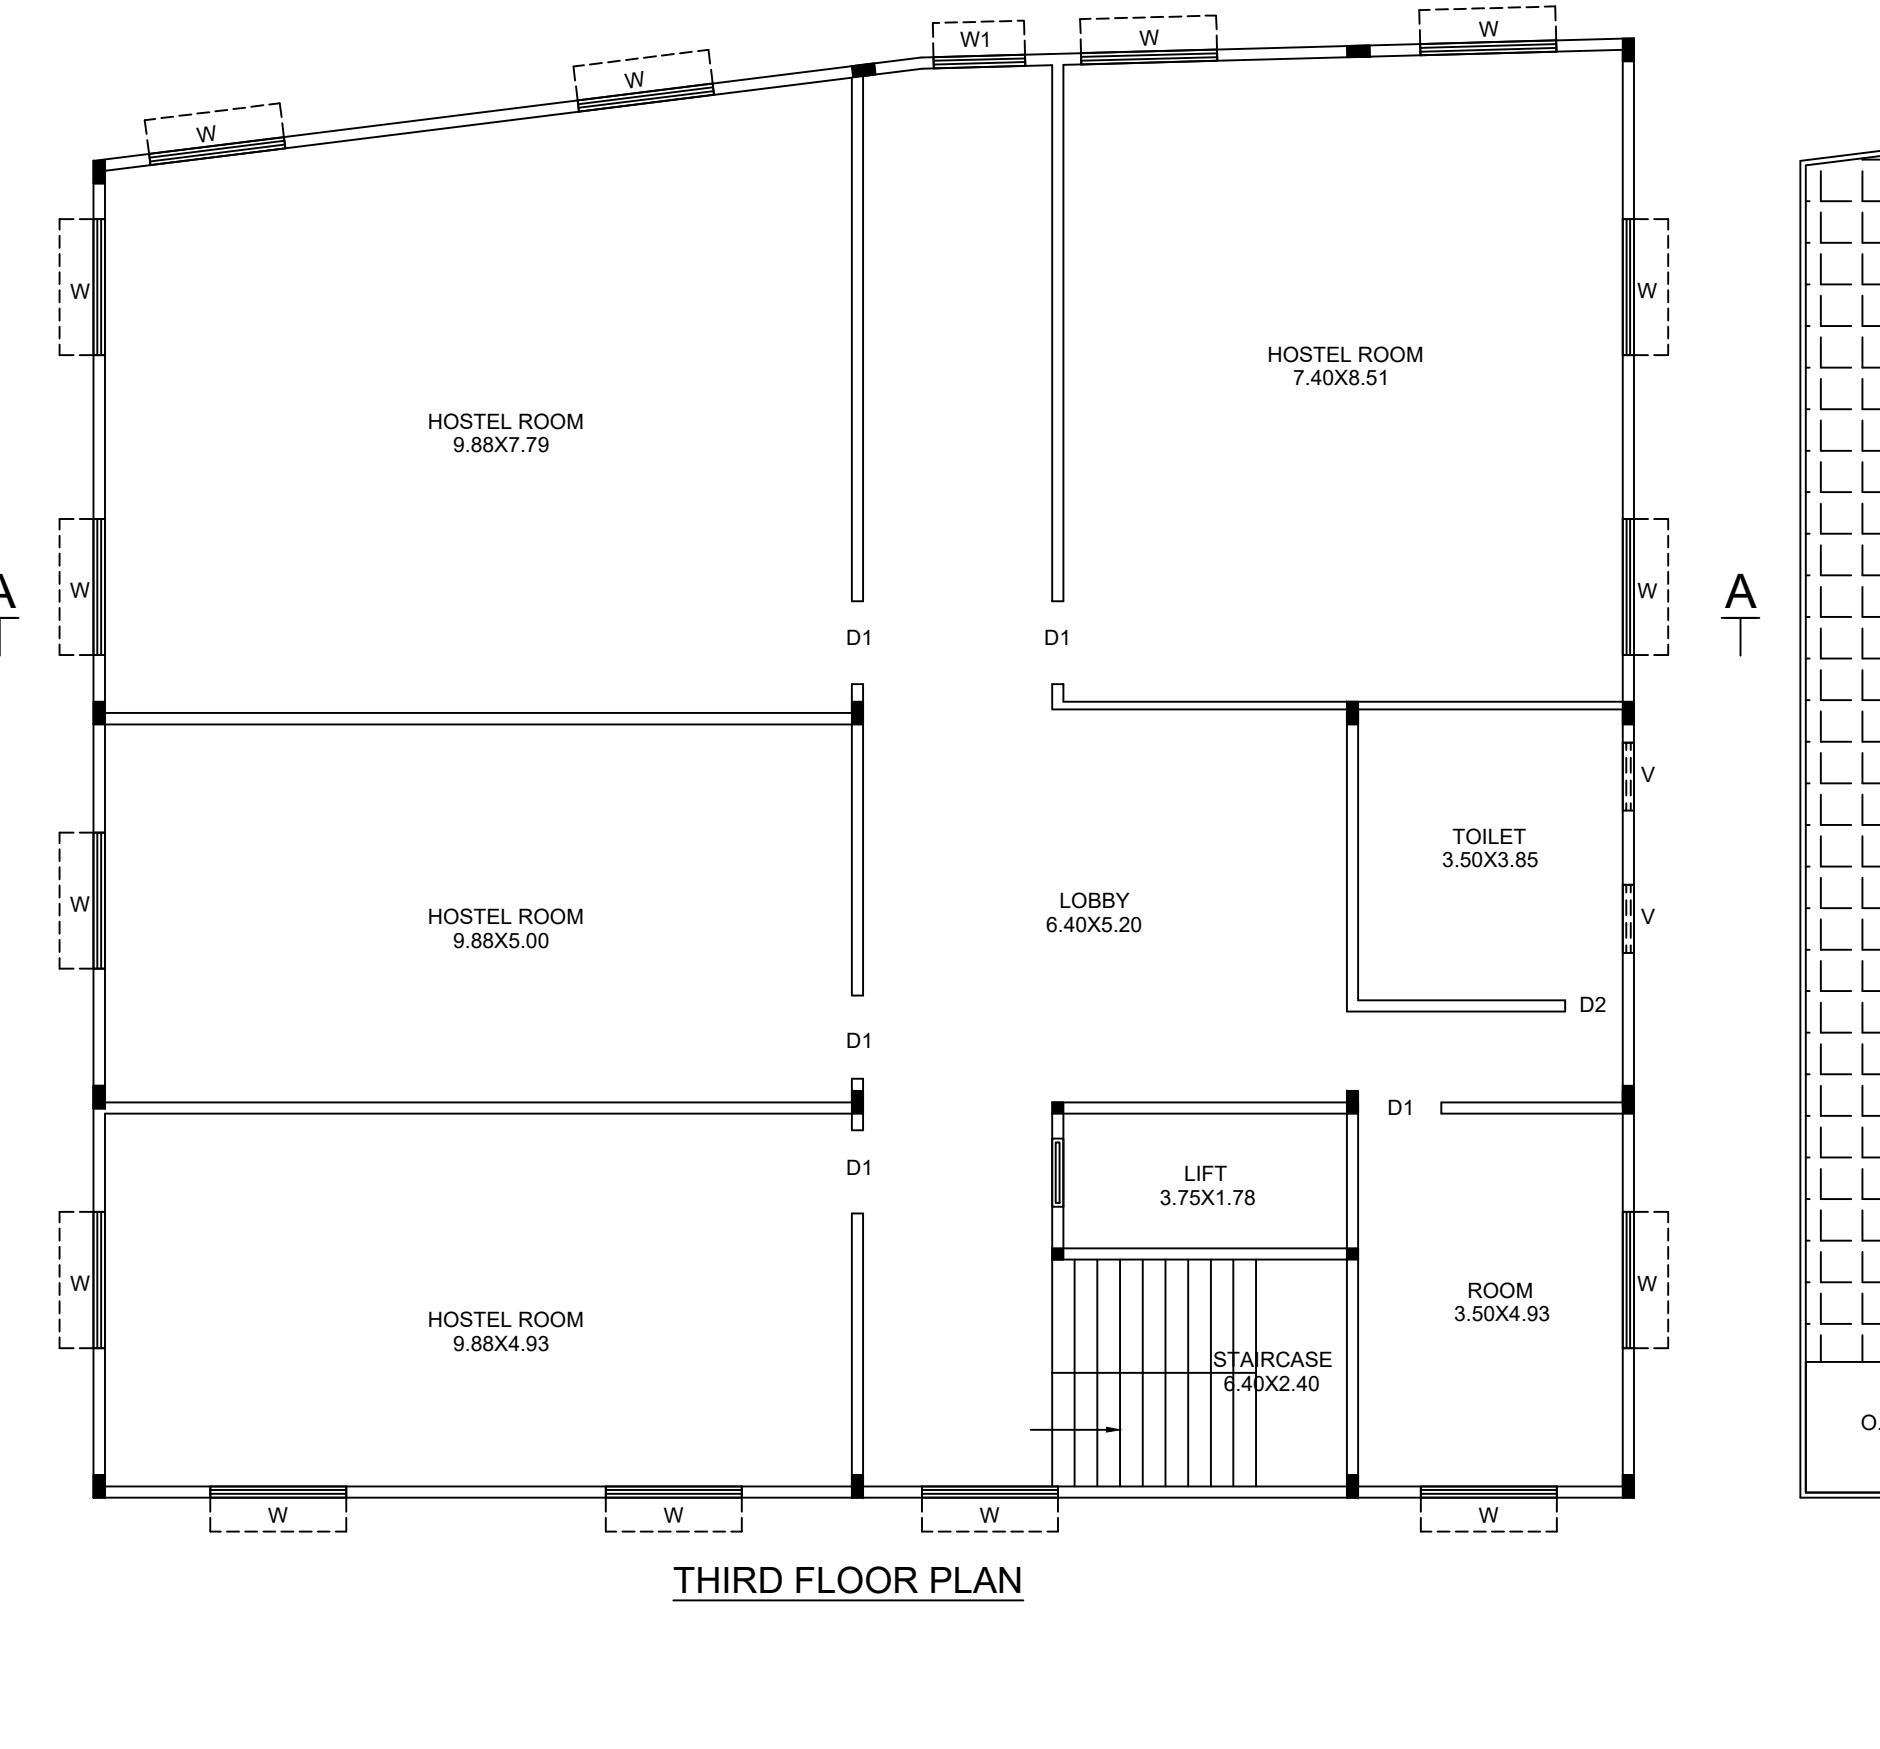 W1
W
W
W
W
W
W
HOSTEL ROOM
7.40X8.51
HOSTEL ROOM
9.88X7.79
A
W
W
A
D1
D1
V
TOILET
3.50X3.85
W
LOBBY
6.40X5.20
V
HOSTEL ROOM
9.88X5.00
D2
D1
D1
D1
LIFT
3.75X1.78
W
ROOM
3.50X4.93
W
HOSTEL ROOM
9.88X4.93
STAIRCASE
6.40X2.40
O.
W
W
W
W
THIRD FLOOR PLAN